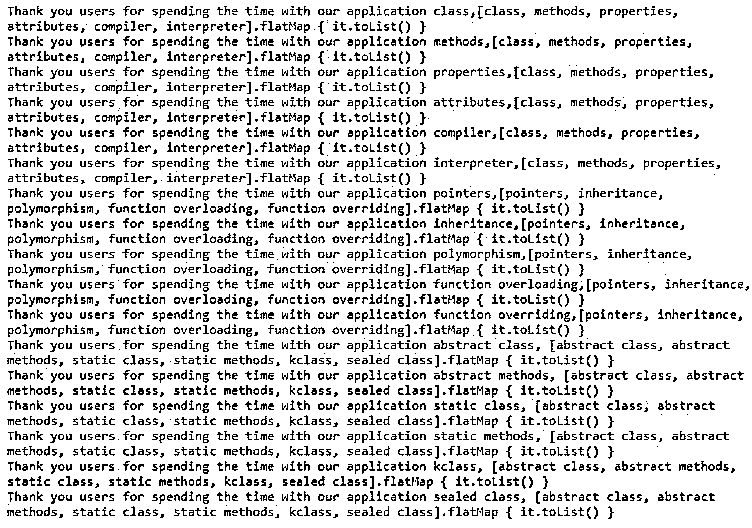 Thank you users for spending the time with our application class,[class, methods, properties,
attributes, compiler, interpreter].flatMap { it.toList() }
Thank you users for spending the time with our application methods,[class, methods, properties,
attributes, compiler, interpreter].flatMap { it.toList() }
Thank you users for spending the time with our application properties,[class, methods, properties,
attributes, compiler, interpreter].flatMap { it.toList() }
Thank you users for spending the time with our application attributes,[class, methods, properties,
attributes, compiler, interpreter].flatMap { it.toList() }
Thank you users for spending the time with our application compiler,[class, methods, properties,
attributes, compiler, interpreter].flatMap { it.toList() }
Thank you users for spending the time with our application interpreter,[class, methods, properties,
attributes, compiler, interpreter].flatMap { it.toList() }
Thank you users for spending the time with our application pointers,[pointers, inheritance,
polymorphism, function overloading, function overriding].flatMap { it.toList() }
Thank you users for spending the time with our application inheritance,[pointers, inheritance,
polymorphism, function overloading, function overriding].flatMap { it.toList() }
Thank you users for spending the time with our application polymorphism,[pointers, inheritance,
polymorphism, function overloading, function overriding].flatMap { it.toList() }
Thank you users for spending the time with our application function overloading,[pointers, inheritance,
polymorphism, function overloading, function overriding].flatMap { it.toList() }
Thank you users for spending the time with our application function overriding,[pointers, inheritance,
polymorphism, function overloading, function overriding].flatMap { it.toList() }
Thank you users for spending the time with our application abstract class, [abstract class, abstract
methods, static class, static methods, kclass, sealed class].flatMap { it.toList() }
Thank you users for spending the time with our application abstract methods, [abstract class, abstract
methods, static class, static methods, kclass, sealed class].flatMap { it.toList() }
Thank you users for spending the time with our application static class, [abstract class, abstract
methods, static class, static methods, kclass, sealed class].flatMap { it.toList() }
Thank you users for spending the time with our application static methods, [abstract class, abstract
methods, static class, static methods, kclass, sealed class].flatMap { it.toList() }
Thank you users for spending the time with our application kclass, [abstract class, abstract methods,
static class, static methods, kclass, sealed class].flatMap { it.toList() }
Thank you users for spending the time with our application sealed class, [abstract class, abstract
methods, static class, static methods, kclass, sealed class].flatMap { it.toList() }